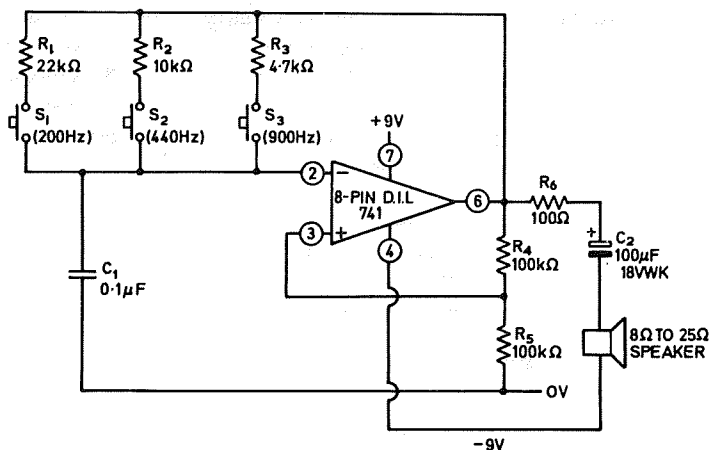 R1
22kΩ
R2
10kΩ
R3
4·7kΩ
S1
(200Hz)
S2
(440Hz)
S3
(900Hz)
+9V
7
2
−
8-PIN D.I.L
741
6
3
+
4
R6
100Ω
+
C2
100µF
18VWK
R4
100kΩ
C1
0·1µF
R5
100kΩ
8Ω TO 25Ω
SPEAKER
0V
−9V